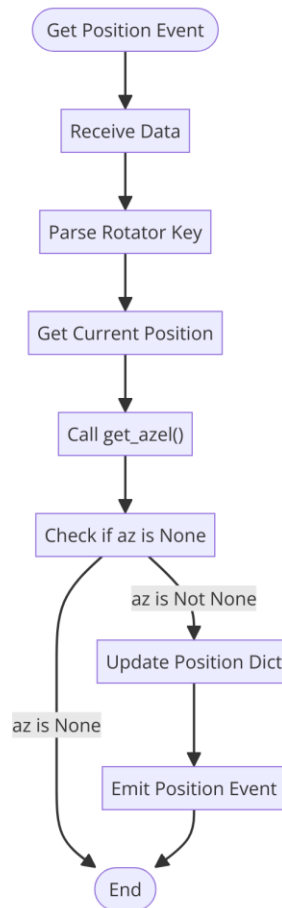 Get Position Event
Receive Data
Parse Rotator Key
Get Current Position
Call get_azel()
Check if az is None
az is Not None
Update Position Dict
az is None
Emit Position Event
End